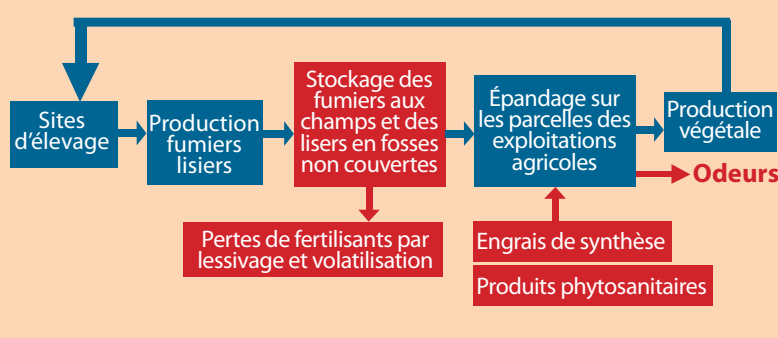 Sites
d'élevage
Production
fumiers
lisiers
Stockage des
fumiers aux
champs et des
lisers en fosses
non couvertes
Épandage sur
les parcelles des
exploitations
agricoles
Production
végétale
Odeurs
Pertes de fertilisants par
lessivage et volatilisation
Engrais de synthèse
Produits phytosanitaires